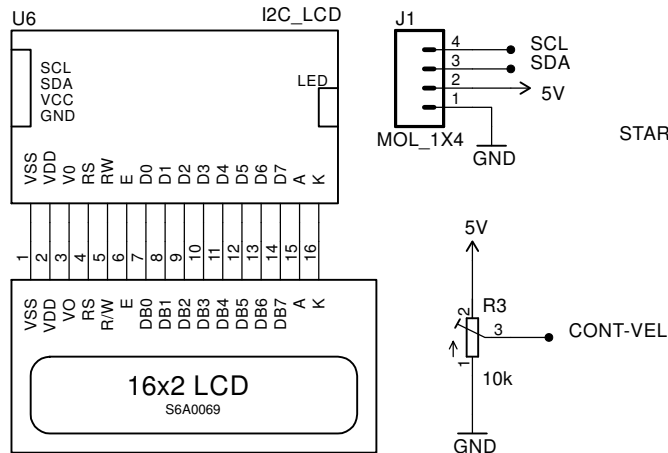 U6 I2C_LCD
SCL
SDA
VCC
GND
LED
VSS VDD V0 RS RW E D0 D1 D2 D3 D4 D5 D6 D7 A K
1 2 3 4 5 6 7 8 9 10 11 12 13 14 15 16
VSS VDD VO RS R/W E DB0 DB1 DB2 DB3 DB4 DB5 DB6 DB7 A K
16x2 LCD
S6A0069
J1
4 SCL
3 SDA
2 5V
1
MOL_1X4
GND
STAR
5V
2 R3
3 CONT-VEL
1 10k
GND